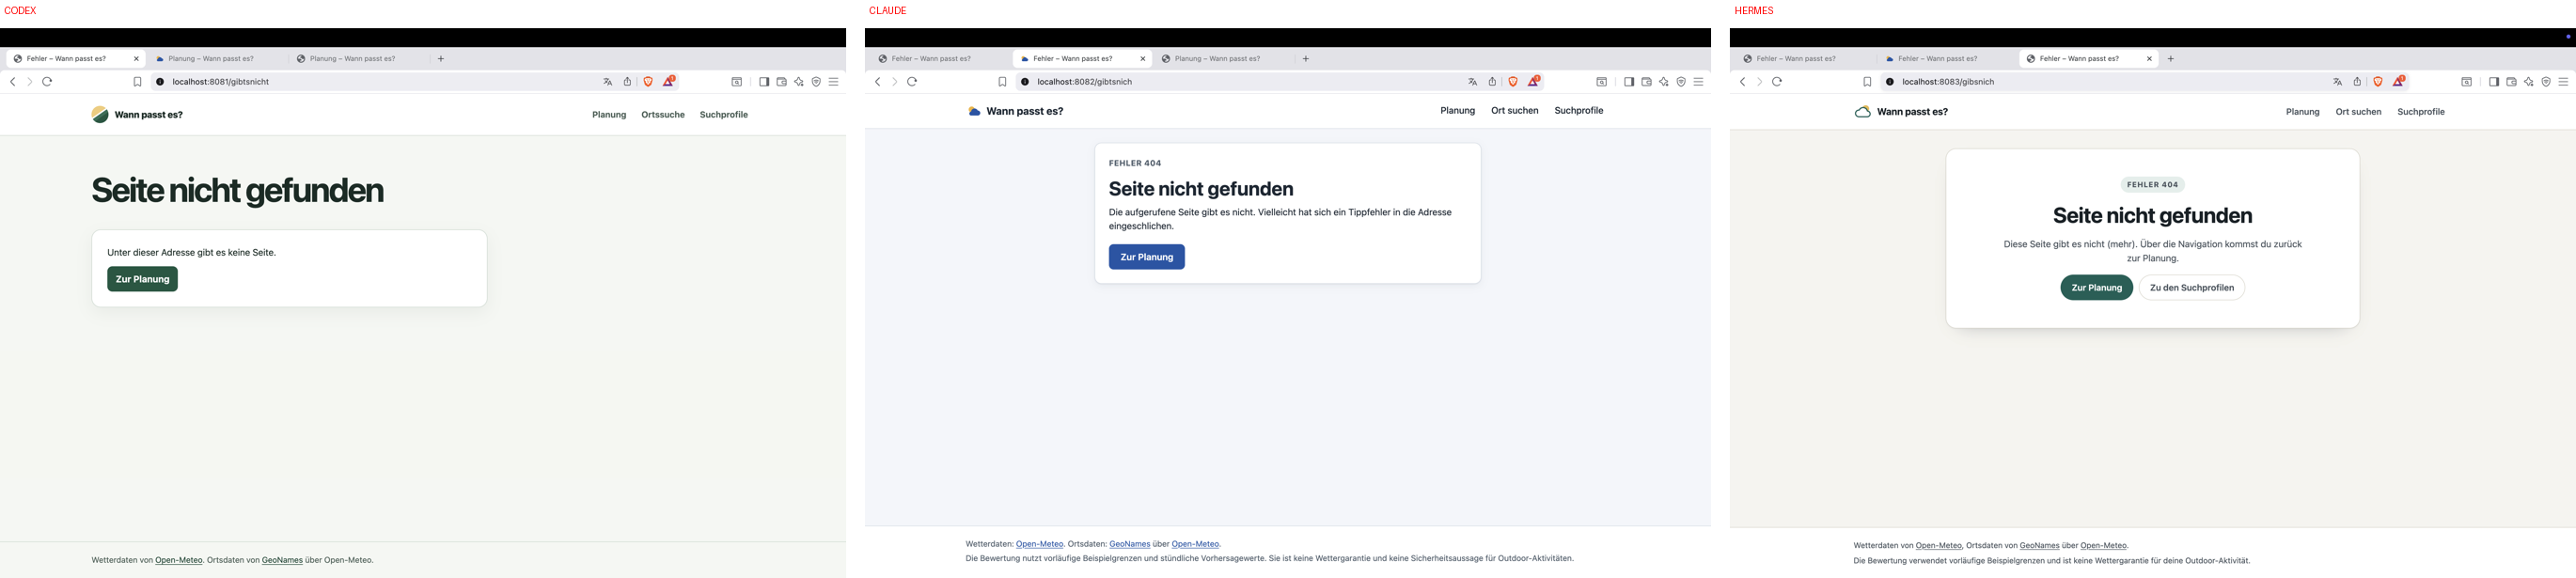 CODEX
Fehler – Wann passt es?
Planung – Wann passt es?
Planung – Wann passt es?
localhost:8081/gibtsnicht
Wann passt es?
Planung
Ortssuche
Suchprofile
Seite nicht gefunden
Unter dieser Adresse gibt es keine Seite.
Zur Planung
Wetterdaten von Open-Meteo. Ortsdaten von GeoNames über Open-Meteo.
CLAUDE
Fehler – Wann passt es?
Fehler – Wann passt es?
Planung – Wann passt es?
localhost:8082/gibtsnich
Wann passt es?
Planung
Ort suchen
Suchprofile
FEHLER 404
Seite nicht gefunden
Die aufgerufene Seite gibt es nicht. Vielleicht hat sich ein Tippfehler in die Adresse
eingeschlichen.
Zur Planung
Wetterdaten: Open-Meteo. Ortsdaten: GeoNames über Open-Meteo.
Die Bewertung nutzt vorläufige Beispielgrenzen und stündliche Vorhersagewerte. Sie ist keine Wettergarantie und keine Sicherheitsaussage für Outdoor-Aktivitäten.
HERMES
Fehler – Wann passt es?
Fehler – Wann passt es?
Fehler – Wann passt es?
localhost:8083/gibsnich
Wann passt es?
Planung
Ort suchen
Suchprofile
FEHLER 404
Seite nicht gefunden
Diese Seite gibt es nicht (mehr). Über die Navigation kommst du zurück
zur Planung.
Zur Planung
Zu den Suchprofilen
Wetterdaten von Open-Meteo, Ortsdaten von GeoNames über Open-Meteo.
Die Bewertung verwendet vorläufige Beispielgrenzen und ist keine Wettergarantie für deine Outdoor-Aktivität.